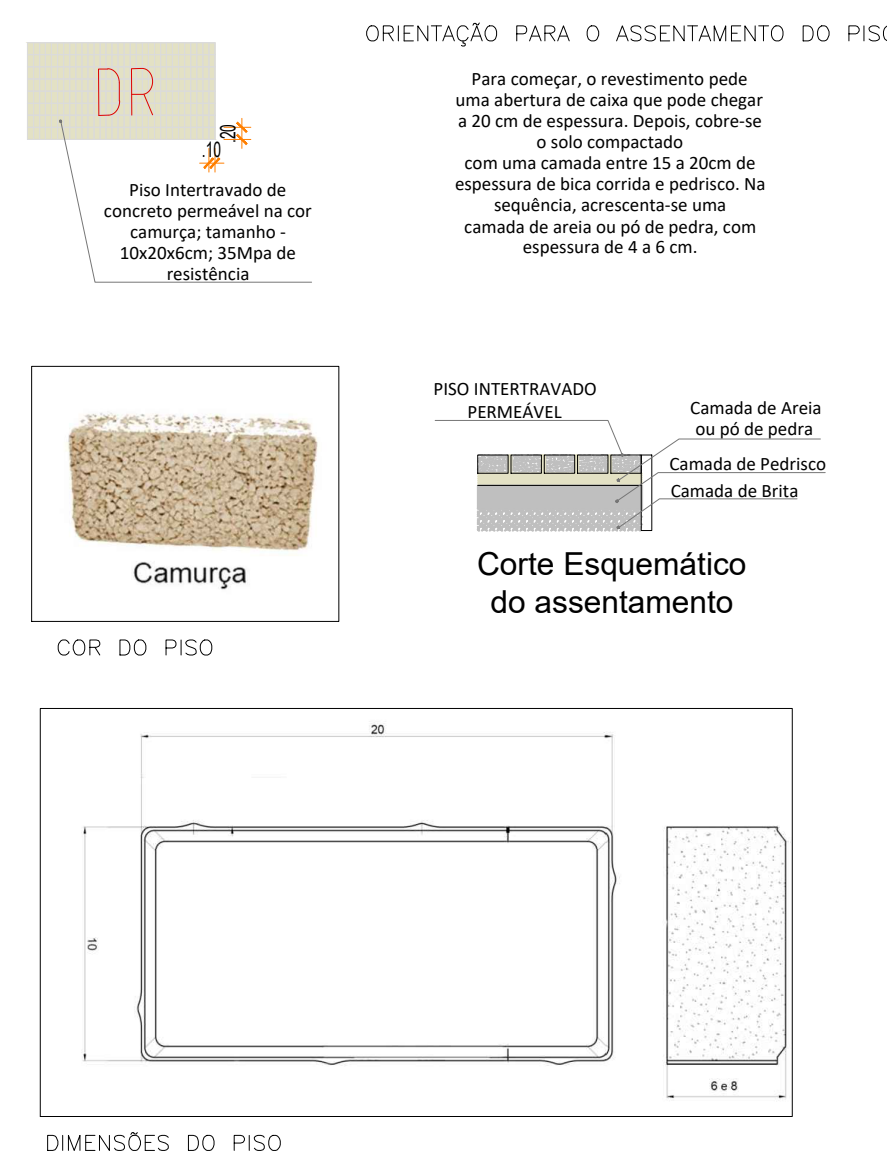 ORIENTAÇÃO PARA O ASSENTAMENTO DO PISO
DR
.20
.10
Piso Intertravado de
concreto permeável na cor
camurça; tamanho -
10x20x6cm; 35Mpa de
resistência
Para começar, o revestimento pede
uma abertura de caixa que pode chegar
a 20 cm de espessura. Depois, cobre-se
o solo compactado
com uma camada entre 15 a 20cm de
espessura de bica corrida e pedrisco. Na
sequência, acrescenta-se uma
camada de areia ou pó de pedra, com
espessura de 4 a 6 cm.
Camurça
COR DO PISO
PISO INTERTRAVADO
PERMEÁVEL
Camada de Areia
ou pó de pedra
Camada de Pedrisco
Camada de Brita
Corte Esquemático
do assentamento
20
10
6 e 8
DIMENSÕES DO PISO